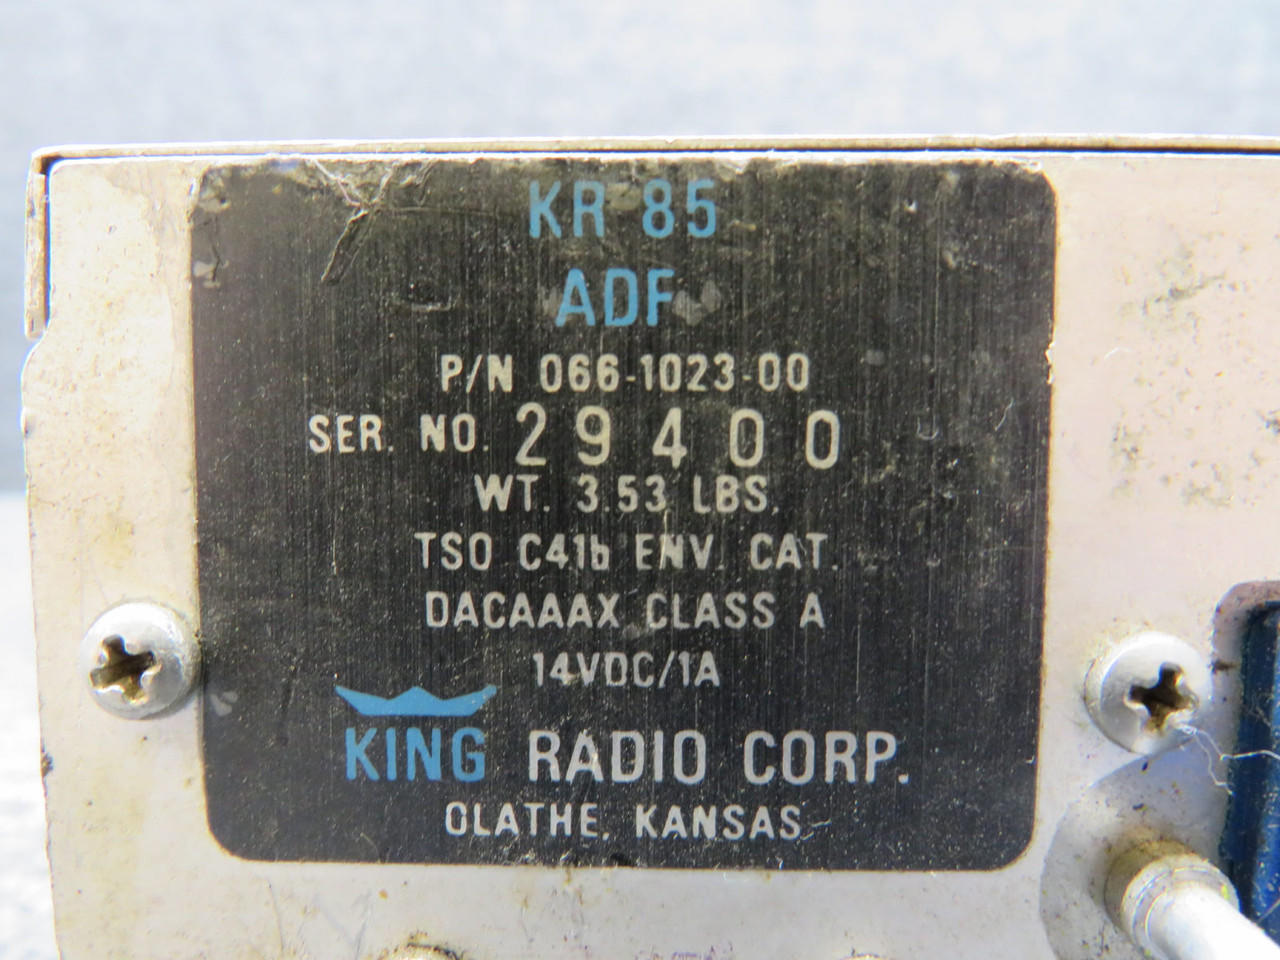 KR 85
ADF
P/N 066-1023-00
SER. NO. 29400
WT. 3.53 LBS.
TSO C41b ENV. CAT.
DACAAAX CLASS A
14VDC/1A
KING RADIO CORP.
OLATHE, KANSAS